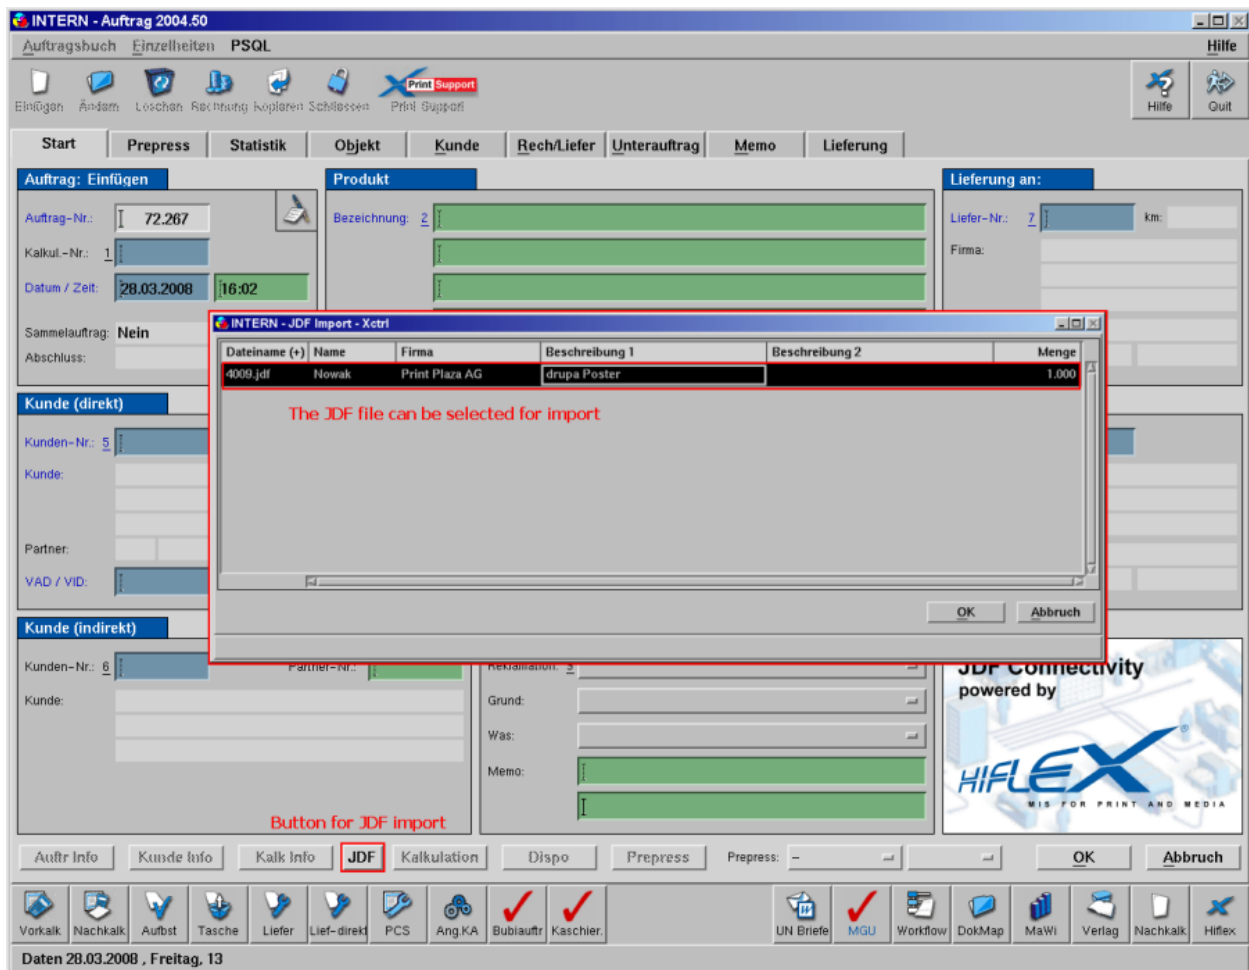 INTERN - Auftrag 2004.50
Auftragsbuch Einzelheiten PSQL Hilfe
Print Support
Einfügen Ändern Löschen Rechnung Kopieren Schliessen Print Support Hilfe Quit
Start Prepress Statistik Objekt Kunde Rech/Liefer Unterauftrag Memo Lieferung
Auftrag: Einfügen Produkt Lieferung an:
Auftrag-Nr.: 72.267 Bezeichnung: 2 Liefer-Nr.: 7 km:
Kalkul.-Nr.: 1 Firma:
Datum / Zeit: 28.03.2008 16:02
Sammelauftrag: Nein
Abschluss:
INTERN - JDF Import - Xctrl
Dateiname (+) Name Firma Beschreibung 1 Beschreibung 2 Menge
4009.jdf Nowak Print Plaza AG drupa Poster 1.000
The JDF file can be selected for import
OK Abbruch
Kunde (direkt)
Kunden-Nr.: 5
Kunde:
Partner:
VAD / VID:
Kunde (indirekt)
Kunden-Nr.: 6 Partner-Nr.: Reklamation: 3
Kunde: Grund:
Was:
Memo:
JDF Connectivity
powered by
HIFLEX®
MIS FOR PRINT AND MEDIA
Button for JDF import
Auftr Info Kunde Info Kalk Info JDF Kalkulation Dispo Prepress Prepress: - OK Abbruch
Vorkalk Nachkalk Aufbst Tasche Liefer Lief-direkt PCS Ang.KA Bubiauftr Kaschier. UN Briefe MGU Workflow DokMap MaWi Verlag Nachkalk Hiflex
Daten 28.03.2008 , Freitag, 13